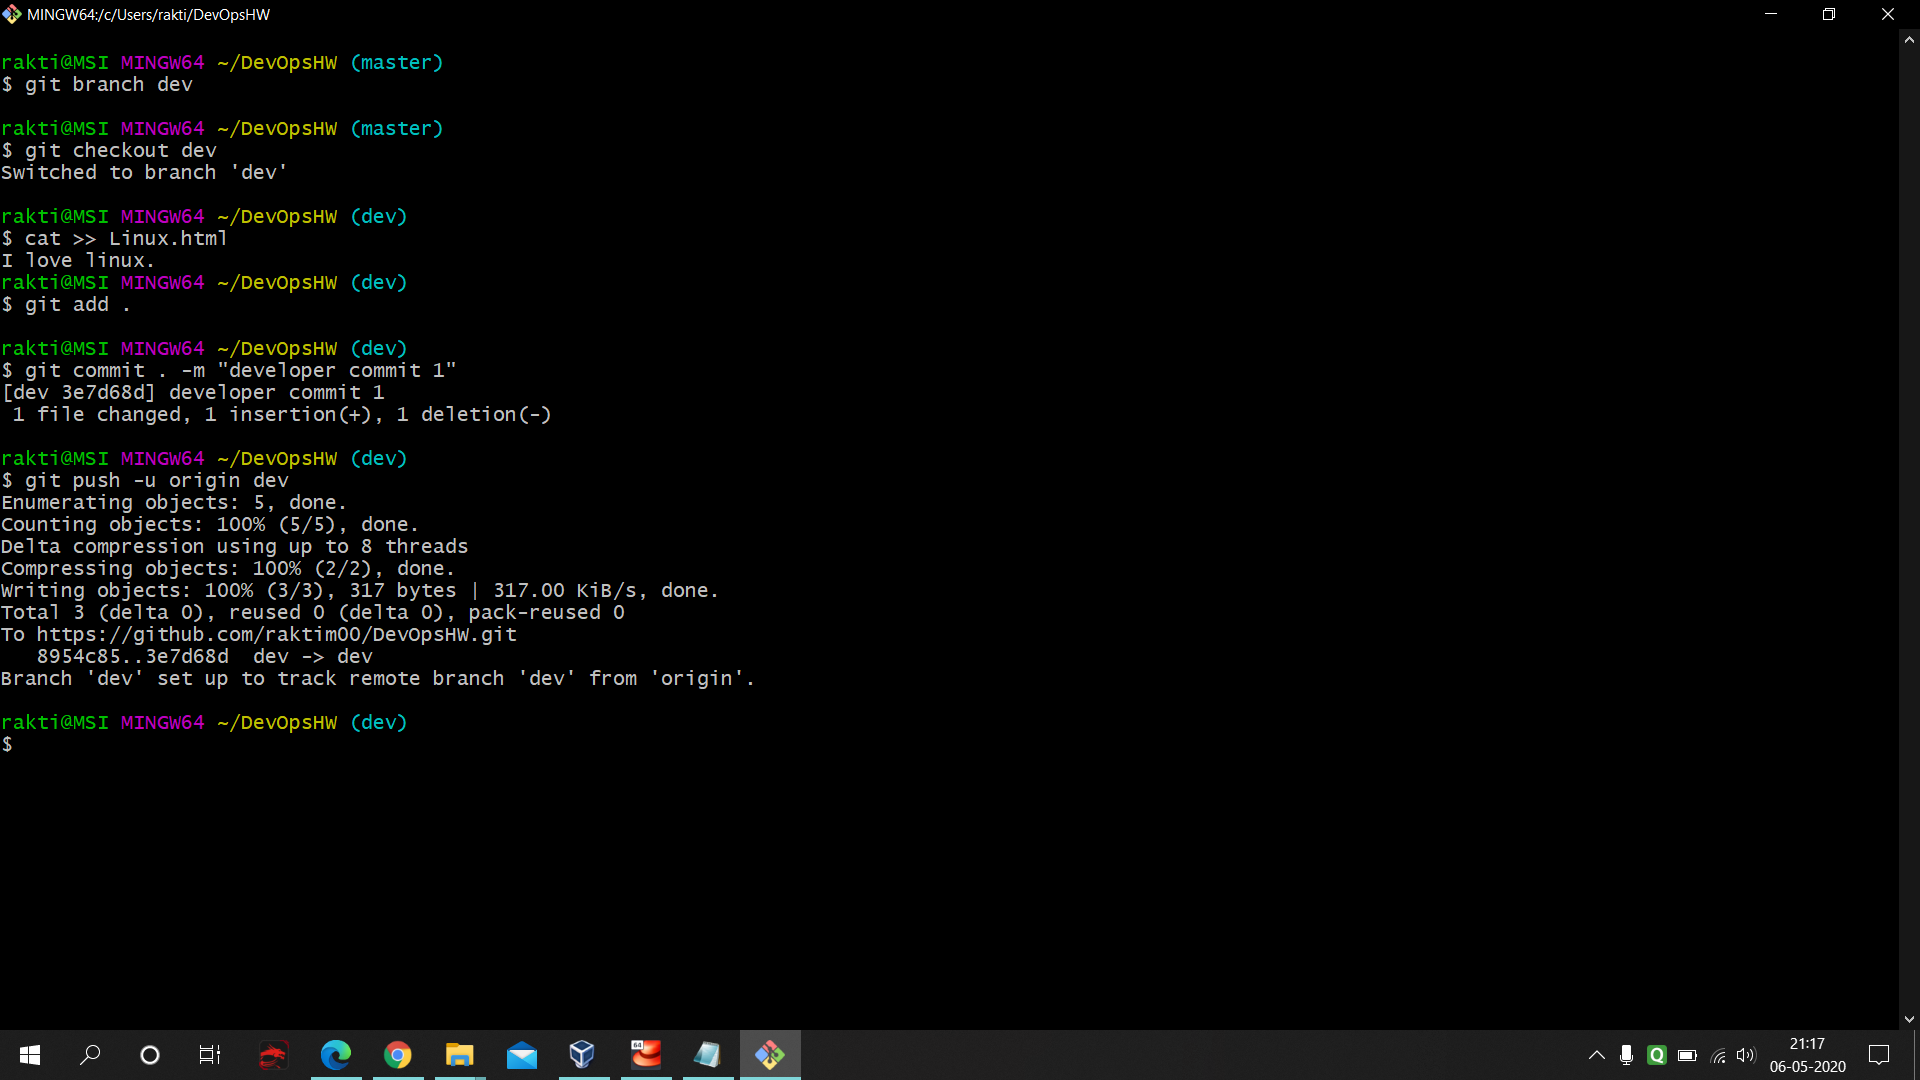 MINGW64:/c/Users/rakti/DevOpsHW
rakti@MSI MINGW64 ~/DevOpsHW (master)
$ git branch dev
rakti@MSI MINGW64 ~/DevOpsHW (master)
$ git checkout dev
Switched to branch 'dev'
rakti@MSI MINGW64 ~/DevOpsHW (dev)
$ cat >> Linux.html
I love linux.
rakti@MSI MINGW64 ~/DevOpsHW (dev)
$ git add .
rakti@MSI MINGW64 ~/DevOpsHW (dev)
$ git commit . -m "developer commit 1"
[dev 3e7d68d] developer commit 1
 1 file changed, 1 insertion(+), 1 deletion(-)
rakti@MSI MINGW64 ~/DevOpsHW (dev)
$ git push -u origin dev
Enumerating objects: 5, done.
Counting objects: 100% (5/5), done.
Delta compression using up to 8 threads
Compressing objects: 100% (2/2), done.
Writing objects: 100% (3/3), 317 bytes | 317.00 KiB/s, done.
Total 3 (delta 0), reused 0 (delta 0), pack-reused 0
To https://github.com/raktim00/DevOpsHW.git
   8954c85..3e7d68d  dev -> dev
Branch 'dev' set up to track remote branch 'dev' from 'origin'.
rakti@MSI MINGW64 ~/DevOpsHW (dev)
$
64
Q
21:17
06-05-2020